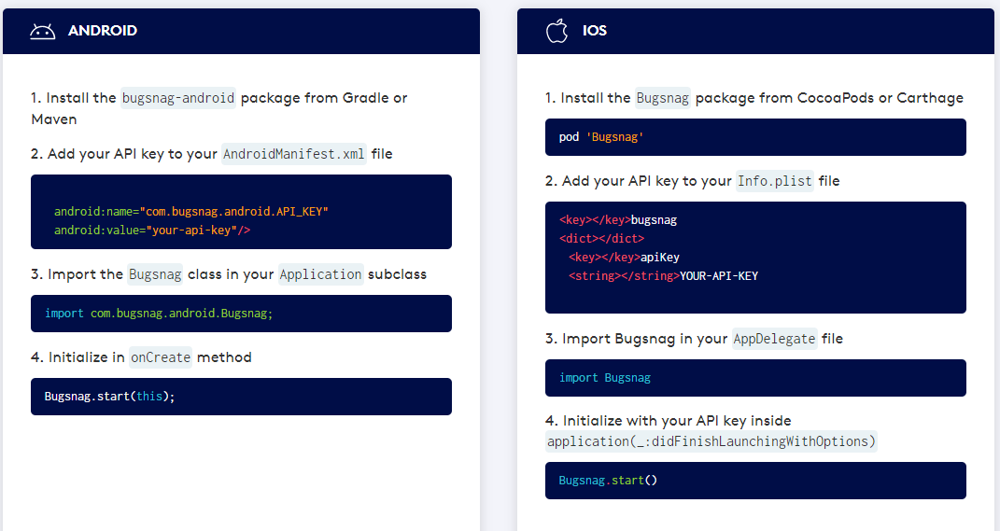 ANDROID
1. Install the bugsnag-android package from Gradle or
Maven
2. Add your API key to your AndroidManifest.xml file
android:name="com.bugsnag.android.API_KEY"
android:value="your-api-key"/>
3. Import the Bugsnag class in your Application subclass
import com.bugsnag.android.Bugsnag;
4. Initialize in onCreate method
Bugsnag.start(this);
IOS
1. Install the Bugsnag package from CocoaPods or Carthage
pod 'Bugsnag'
2. Add your API key to your Info.plist file
<key></key>bugsnag
<dict></dict>
<key></key>apiKey
<string></string>YOUR-API-KEY
3. Import Bugsnag in your AppDelegate file
import Bugsnag
4. Initialize with your API key inside
application(_:didFinishLaunchingWithOptions)
Bugsnag.start()